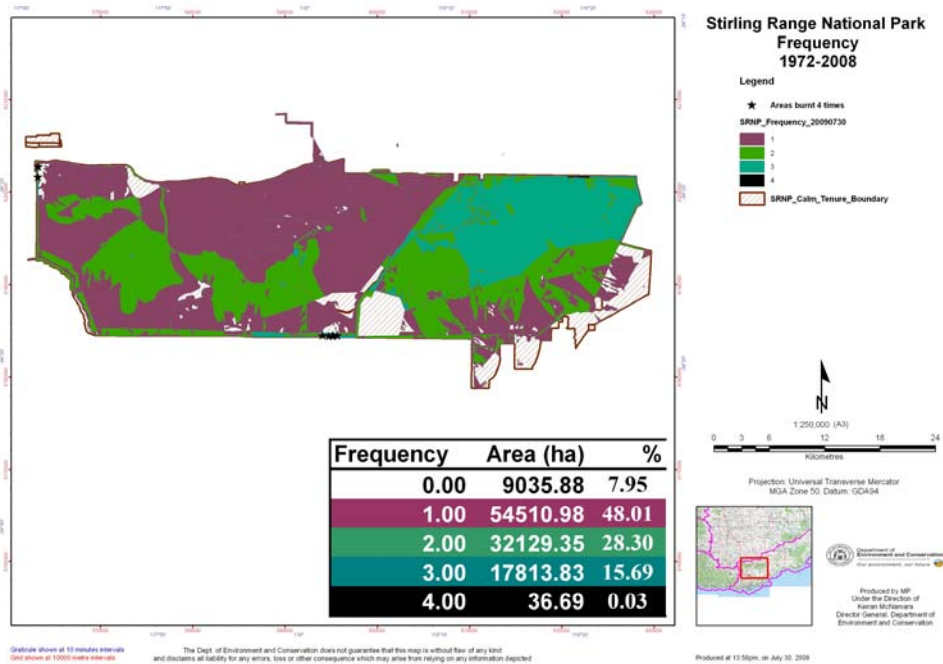 Stirling Range National Park
Frequency
1972-2008
Legend
Areas burnt 4 times
SRNP_Frequency_20090730
1
2
3
4
SRNP_Calm_Tenure_Boundary
N
1:250,000 (A3)
0 3 6 12 18 24
Kilometres
Projection: Universal Transverse Mercator
MGA Zone 50. Datum: GDA94
Frequency Area (ha) %
0.00 9035.88 7.95
1.00 54510.98 48.01
2.00 32129.35 28.30
3.00 17813.83 15.69
4.00 36.69 0.03
Department of
Environment and Conservation
Our environment, our future
Produced by MP
Under the Direction of
Keiran McNamara
Director General, Department of
Environment and Conservation
Graticule shown at 10 minutes intervals
Grid shown at 10000 metre intervals
The Dept. of Environment and Conservation does not guarantee that this map is without flaw of any kind
and disclaims all liability for any errors, loss or other consequence which may arise from relying on any information depicted
Produced at 13:58pm, on July 30, 2009